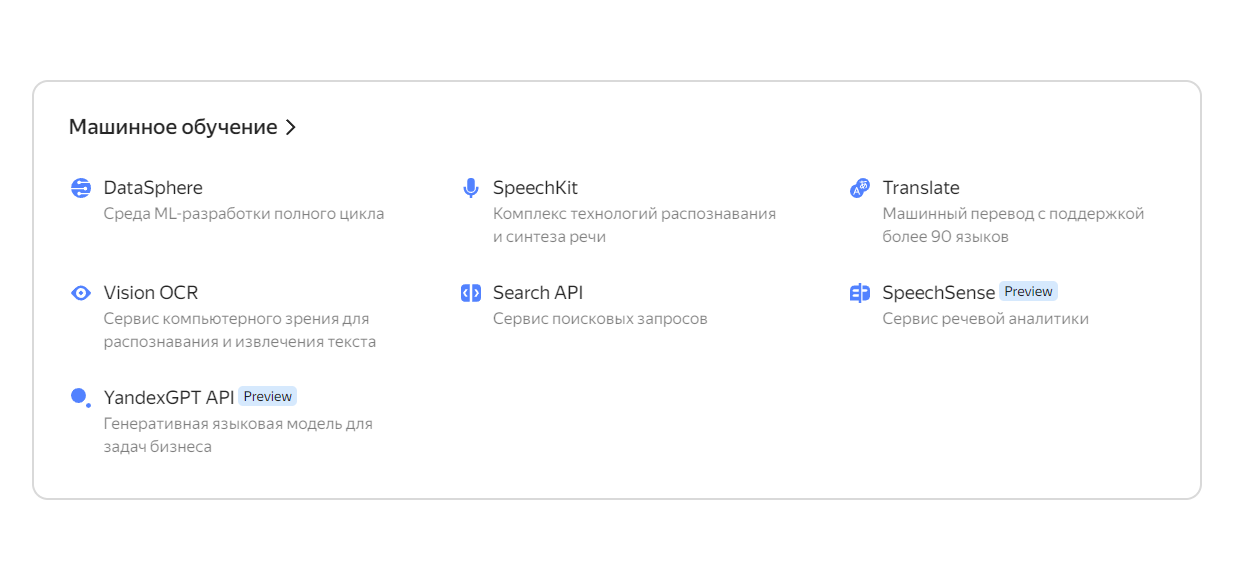 Машинное обучение
DataSphere
Среда ML-разработки полного цикла
SpeechKit
Комплекс технологий распознавания
и синтеза речи
Translate
Машинный перевод с поддержкой
более 90 языков
Vision OCR
Сервис компьютерного зрения для
распознавания и извлечения текста
Search API
Сервис поисковых запросов
SpeechSense Preview
Сервис речевой аналитики
YandexGPT API Preview
Генеративная языковая модель для
задач бизнеса